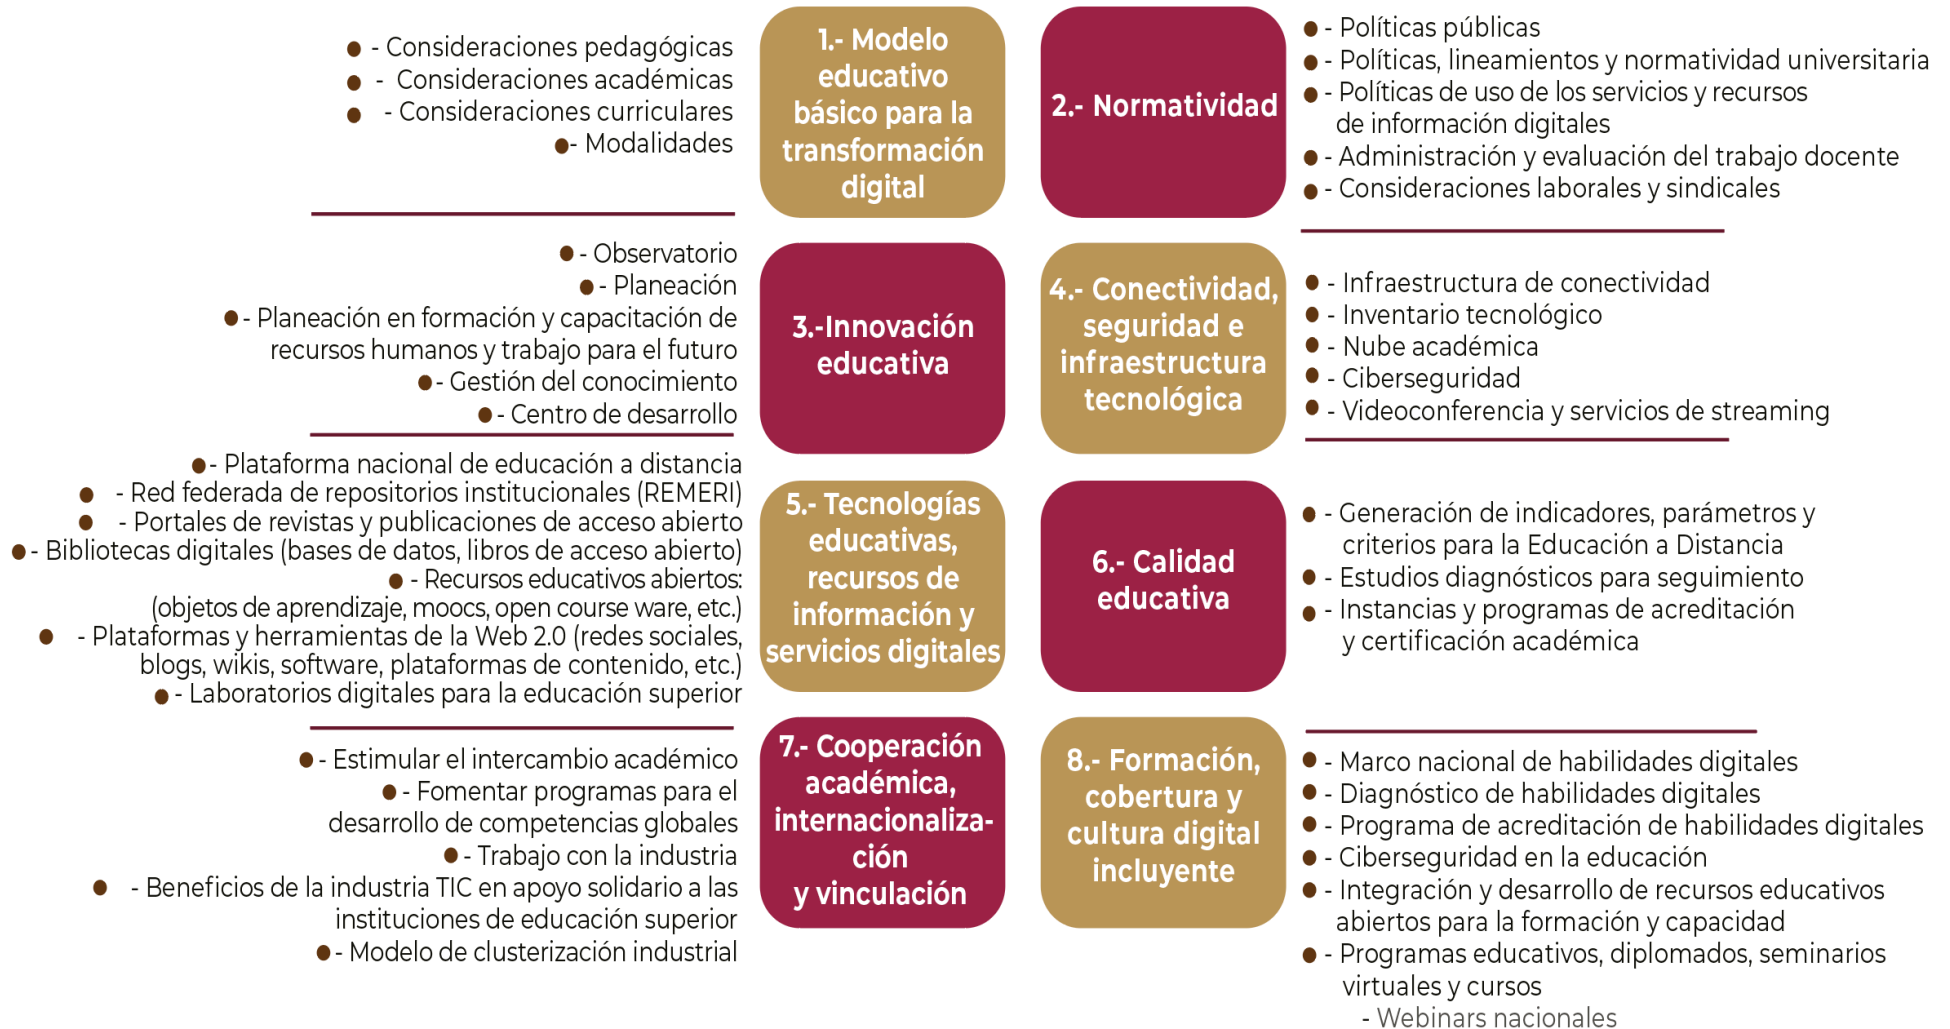 - Consideraciones pedagógicas
- Consideraciones académicas
- Consideraciones curriculares
- Modalidades
1.- Modelo
educativo
básico para la
transformación
digital
2.- Normatividad
- Políticas públicas
- Políticas, lineamientos y normatividad universitaria
- Políticas de uso de los servicios y recursos
de información digitales
- Administración y evaluación del trabajo docente
- Consideraciones laborales y sindicales
- Observatorio
- Planeación
- Planeación en formación y capacitación de
recursos humanos y trabajo para el futuro
- Gestión del conocimiento
- Centro de desarrollo
3.-Innovación
educativa
4.- Conectividad,
seguridad e
infraestructura
tecnológica
- Infraestructura de conectividad
- Inventario tecnológico
- Nube académica
- Ciberseguridad
- Videoconferencia y servicios de streaming
- Plataforma nacional de educación a distancia
- Red federada de repositorios institucionales (REMERI)
- Portales de revistas y publicaciones de acceso abierto
- Bibliotecas digitales (bases de datos, libros de acceso abierto)
- Recursos educativos abiertos:
(objetos de aprendizaje, moocs, open course ware, etc.)
- Plataformas y herramientas de la Web 2.0 (redes sociales,
blogs, wikis, software, plataformas de contenido, etc.)
- Laboratorios digitales para la educación superior
5.- Tecnologías
educativas,
recursos de
información y
servicios digitales
6.- Calidad
educativa
- Generación de indicadores, parámetros y
criterios para la Educación a Distancia
- Estudios diagnósticos para seguimiento
- Instancias y programas de acreditación
y certificación académica
- Estimular el intercambio académico
- Fomentar programas para el
desarrollo de competencias globales
- Trabajo con la industria
- Beneficios de la industria TIC en apoyo solidario a las
instituciones de educación superior
- Modelo de clusterización industrial
7.- Cooperación
académica,
internacionaliza-
ción
y vinculación
8.- Formación,
cobertura y
cultura digital
incluyente
- Marco nacional de habilidades digitales
- Diagnóstico de habilidades digitales
- Programa de acreditación de habilidades digitales
- Ciberseguridad en la educación
- Integración y desarrollo de recursos educativos
abiertos para la formación y capacidad
- Programas educativos, diplomados, seminarios
virtuales y cursos
- Webinars nacionales